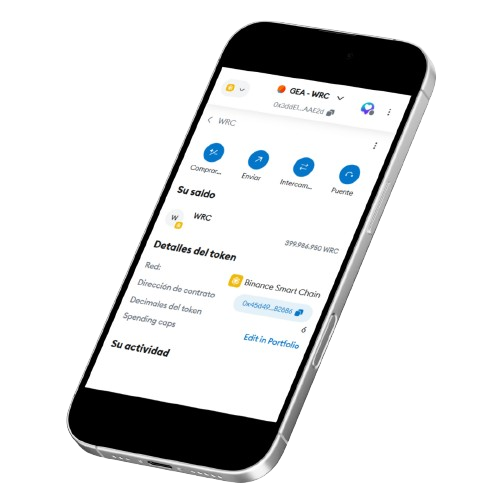 GEA - WRC
0x3ddE1...AAE2d
WRC
Comprar...
Enviar
Intercam...
Puente
Su saldo
W
WRC
399.986.950 WRC
Detalles del token
Red:
Binance Smart Chain
Dirección de contrato
0x45d49...82686
Decimales del token
6
Spending caps
Edit in Portfolio
Su actividad